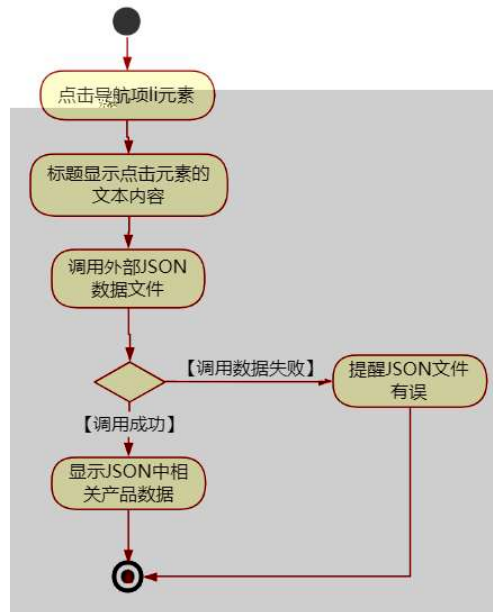 点击导航项li元素
标题显示点击元素的
文本内容
调用外部JSON
数据文件
【调用数据失败】
提醒JSON文件
有误
【调用成功】
显示JSON中相
关产品数据